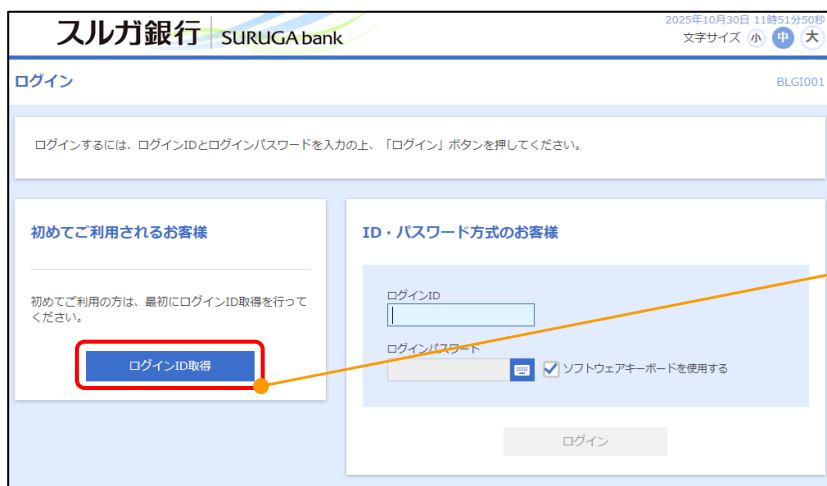 スルガ銀行 SURUGA bank
2025年10月30日 11時51分50秒
文字サイズ 小 中 大
ログイン
BLGI001
ログインするには、ログインIDとログインパスワードを入力の上、「ログイン」ボタンを押してください。
初めてご利用されるお客様
初めてご利用の方は、最初にログインID取得を行って
ください。
ログインID取得
ID・パスワード方式のお客様
ログインID
ログインパスワード
ソフトウェアキーボードを使用する
ログイン